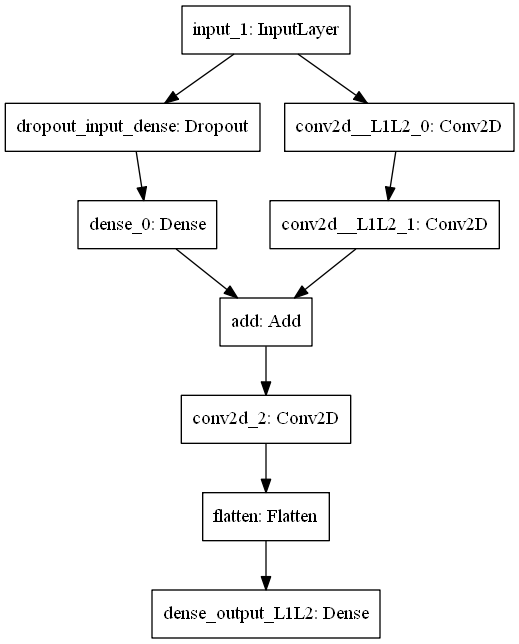 input_1: InputLayer
dropout_input_dense: Dropout
conv2d__L1L2_0: Conv2D
dense_0: Dense
conv2d__L1L2_1: Conv2D
add: Add
conv2d_2: Conv2D
flatten: Flatten
dense_output_L1L2: Dense